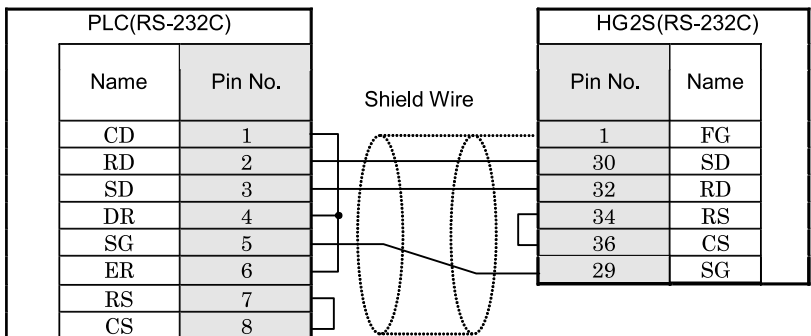 PLC(RS-232C)
Name Pin No.
CD 1
RD 2
SD 3
DR 4
SG 5
ER 6
RS 7
CS 8
Shield Wire
HG2S(RS-232C)
Pin No. Name
1 FG
30 SD
32 RD
34 RS
36 CS
29 SG